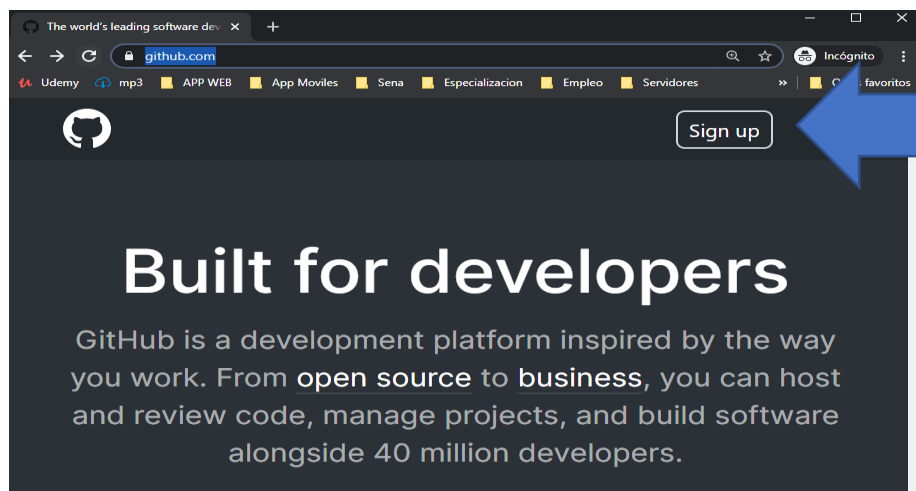 The world's leading software dev
github.com
Incógnito
Udemy mp3 APP WEB App Moviles Sena Especializacion Empleo Servidores » favoritos
Sign up
Built for developers
GitHub is a development platform inspired by the way
you work. From open source to business, you can host
and review code, manage projects, and build software
alongside 40 million developers.